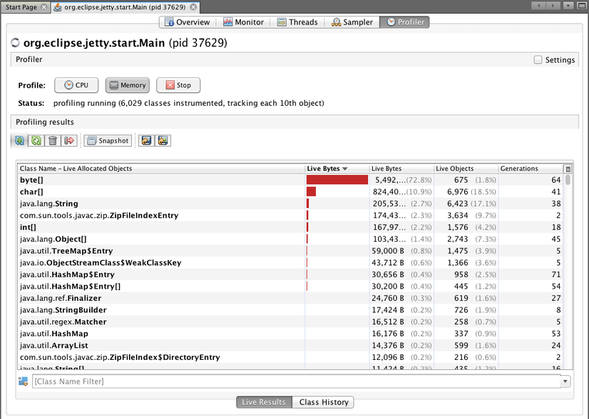 Start Page org.eclipse.jetty.start.Main (pid 37629)
Overview Monitor Threads Sampler Profiler
org.eclipse.jetty.start.Main (pid 37629)
Profiler Settings
Profile: CPU Memory Stop
Status: profiling running (6,029 classes instrumented, tracking each 10th object)
Profiling results
Snapshot
Class Name - Live Allocated Objects Live Bytes Live Bytes Live Objects Generations
byte[] 5,492,... (72.8%) 675 (1.8%) 64
char[] 824,40... (10.9%) 6,976 (18.5%) 41
java.lang.String 205,53... (2.7%) 6,423 (17.1%) 38
com.sun.tools.javac.zip.ZipFileIndexEntry 174,43... (2.3%) 3,634 (9.7%) 2
int[] 167,97... (2.2%) 1,576 (4.2%) 18
java.lang.Object[] 103,43... (1.4%) 2,743 (7.3%) 45
java.util.TreeMap$Entry 59,000 B (0.8%) 1,475 (3.9%) 5
java.io.ObjectStreamClass$WeakClassKey 43,712 B (0.6%) 1,366 (3.6%) 5
java.util.HashMap$Entry 30,656 B (0.4%) 958 (2.5%) 71
java.util.HashMap$Entry[] 30,200 B (0.4%) 445 (1.2%) 54
java.lang.ref.Finalizer 24,760 B (0.3%) 619 (1.6%) 27
java.lang.StringBuilder 17,424 B (0.2%) 726 (1.9%) 8
java.util.regex.Matcher 16,512 B (0.2%) 258 (0.7%) 5
java.util.HashMap 16,176 B (0.2%) 337 (0.9%) 53
java.util.ArrayList 14,376 B (0.2%) 599 (1.6%) 24
com.sun.tools.javac.zip.ZipFileIndex$DirectoryEntry 12,096 B (0.2%) 216 (0.6%) 2
java.lang.String[] 11,424 B (0.2%) 435 (1.2%) 16
[Class Name Filter]
Live Results Class History